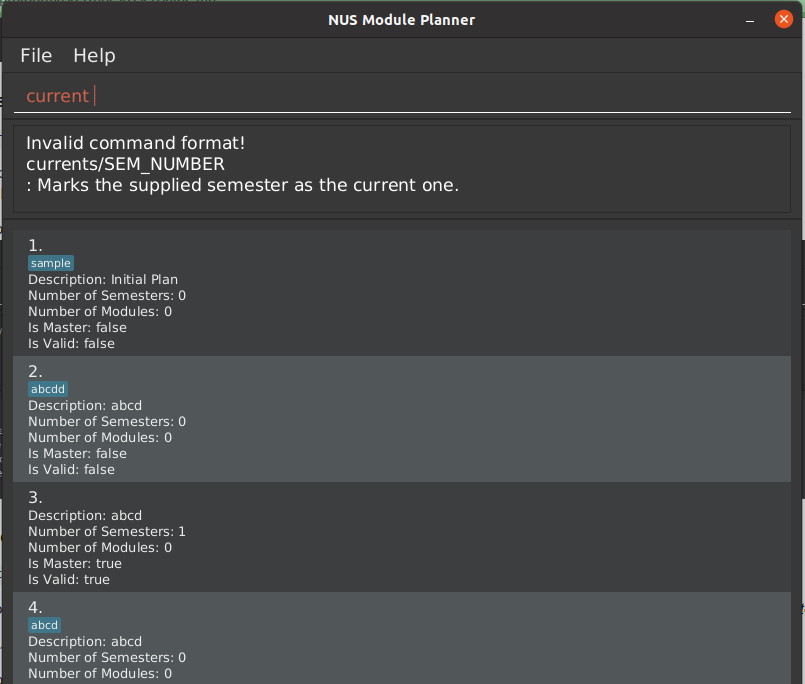 NUS Module Planner
File Help
current
Invalid command format!
currents/SEM_NUMBER
: Marks the supplied semester as the current one.
1.
sample
Description: Initial Plan
Number of Semesters: 0
Number of Modules: 0
Is Master: false
Is Valid: false
2.
abcdd
Description: abcd
Number of Semesters: 0
Number of Modules: 0
Is Master: false
Is Valid: false
3.
Description: abcd
Number of Semesters: 1
Number of Modules: 0
Is Master: true
Is Valid: true
4.
abcd
Description: abcd
Number of Semesters: 0
Number of Modules: 0